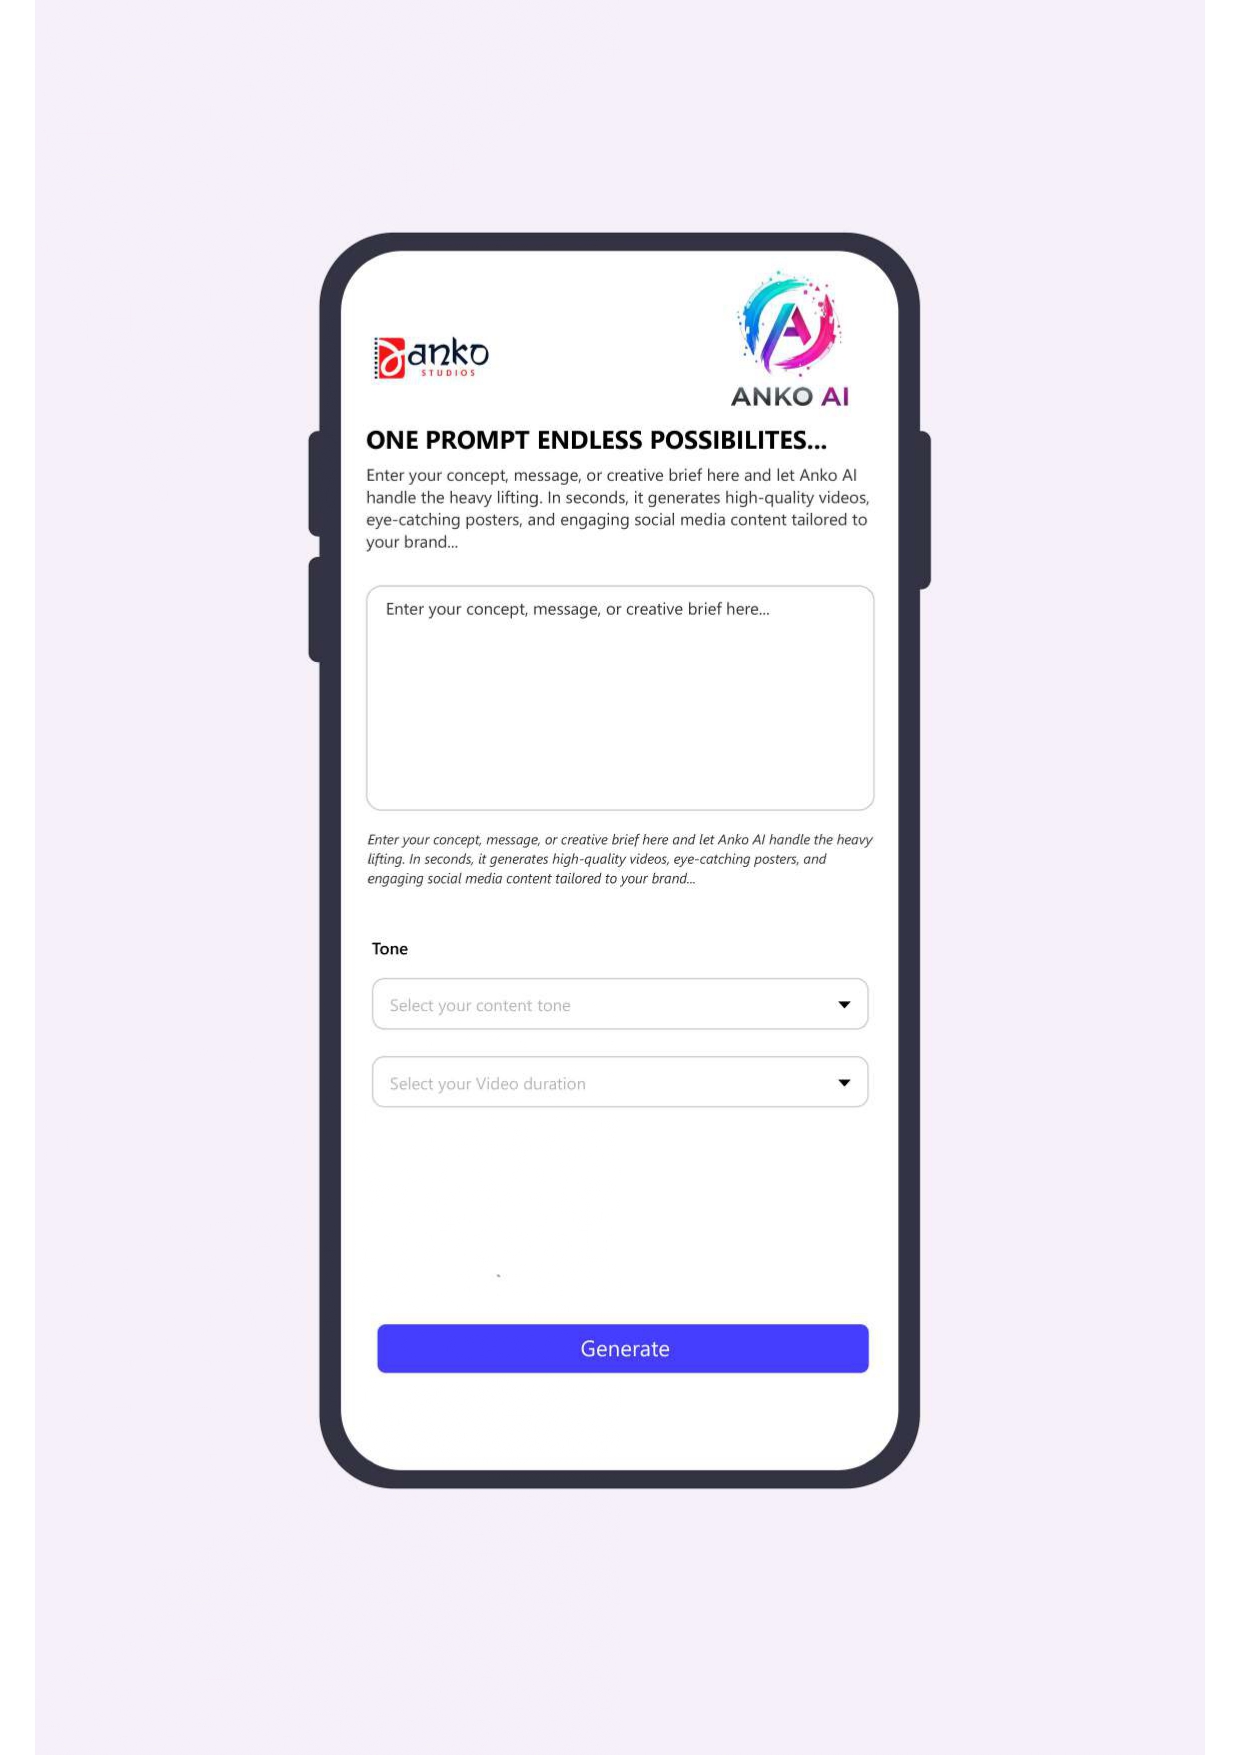 anko
STUDIOS
ANKO AI
ONE PROMPT ENDLESS POSSIBILITES...
Enter your concept, message, or creative brief here and let Anko AI
handle the heavy lifting. In seconds, it generates high-quality videos,
eye-catching posters, and engaging social media content tailored to
your brand...
Enter your concept, message, or creative brief here...
Enter your concept, message, or creative brief here and let Anko AI handle the heavy
lifting. In seconds, it generates high-quality videos, eye-catching posters, and
engaging social media content tailored to your brand...
Tone
Select your content tone
Select your Video duration
Generate